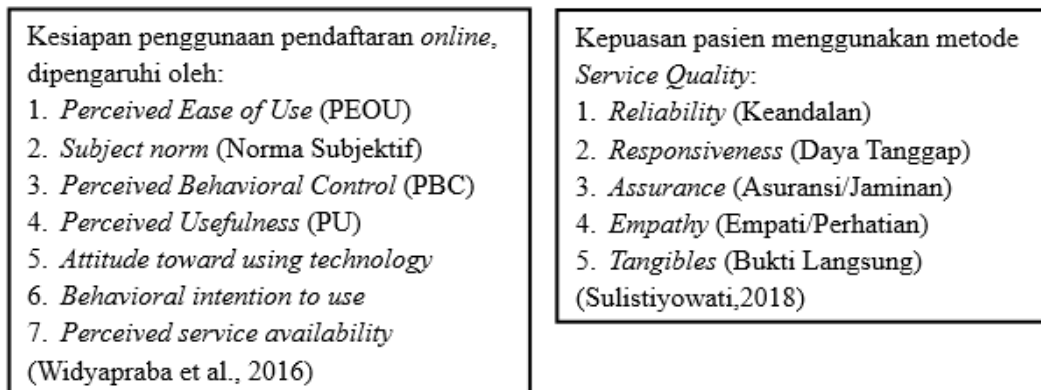 Kesiapan penggunaan pendaftaran online,
dipengaruhi oleh:
1. Perceived Ease of Use (PEOU)
2. Subject norm (Norma Subjektif)
3. Perceived Behavioral Control (PBC)
4. Perceived Usefulness (PU)
5. Attitude toward using technology
6. Behavioral intention to use
7. Perceived service availability
(Widyapraba et al., 2016)
Kepuasan pasien menggunakan metode
Service Quality:
1. Reliability (Keandalan)
2. Responsiveness (Daya Tanggap)
3. Assurance (Asuransi/Jaminan)
4. Empathy (Empati/Perhatian)
5. Tangibles (Bukti Langsung)
(Sulistiyowati,2018)